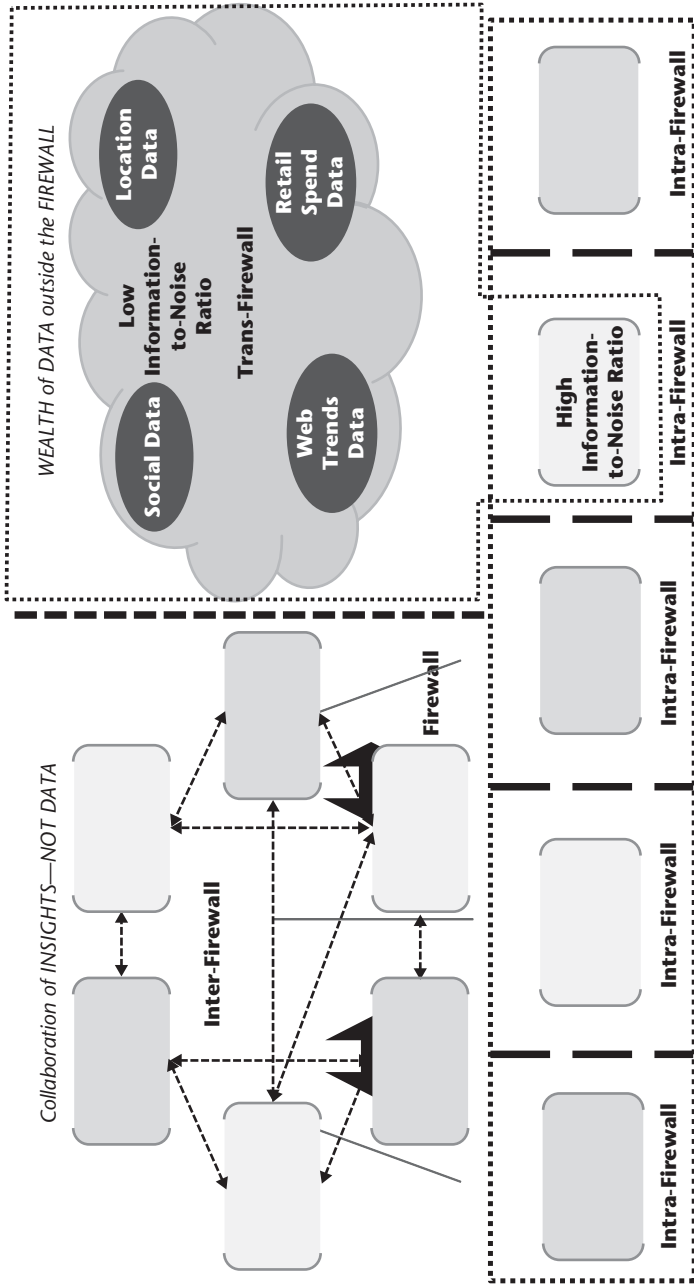 Collaboration of INSIGHTS—NOT DATA
Inter-Firewall
Firewall
WEALTH of DATA outside the FIREWALL
Social Data
Low
Information-
to-Noise
Ratio
Location
Data
Trans-Firewall
Web
Trends
Data
Retail
Spend
Data
Intra-Firewall
Intra-Firewall
Intra-Firewall
High
Information-
to-Noise Ratio
Intra-Firewall
Intra-Firewall